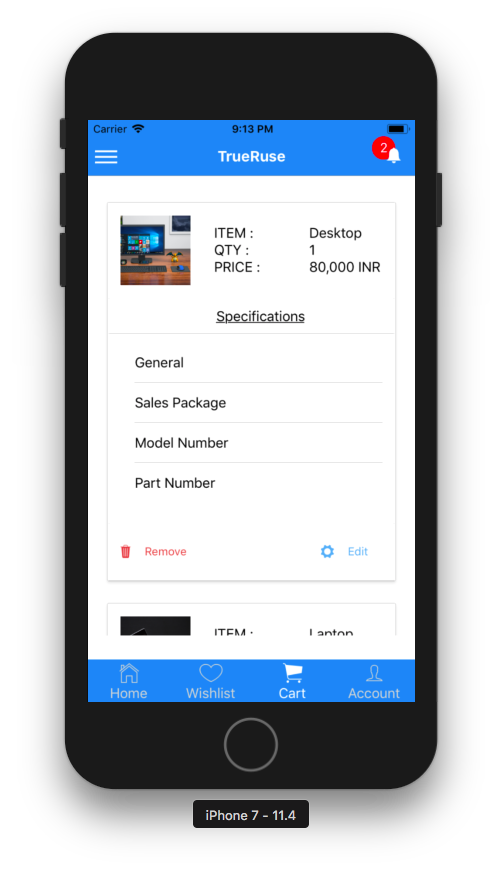 Carrier 9:13 PM
TrueRuse 2
ITEM : Desktop
QTY : 1
PRICE : 80,000 INR
Specifications
General
Sales Package
Model Number
Part Number
Remove Edit
ITEM : Laptop
Home Wishlist Cart Account
iPhone 7 - 11.4